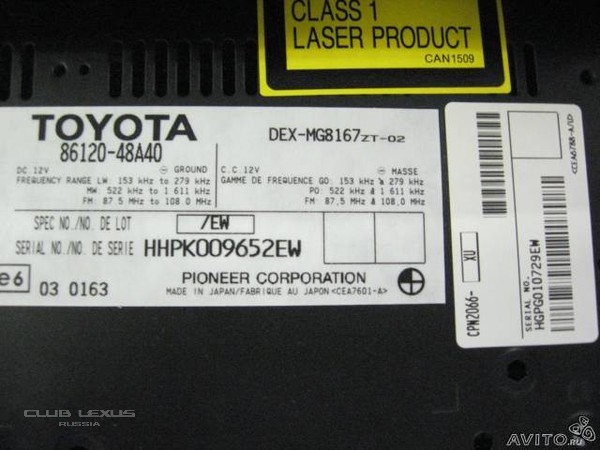 CLASS 1
LASER PRODUCT
CAN1509
TOYOTA
86120-48A40
DEX-MG8167ZT-02
DC 12V ⊖ GROUND
FREQUENCY RANGE LW: 153 kHz to 279 kHz
MW: 522 kHz to 1 611 kHz
FM: 87.5 MHz to 108.0 MHz
C.C. 12V ⊖ MASSE
GAMME DE FREQUENCE GO: 153 kHz à 279 kHz
PO: 522 kHz à 1 611 kHz
FM: 87,5 MHz à 108,0 MHz
SPEC NO./NO. DE LOT /EW
SERIAL NO./NO. DE SERIE HHPK009652EW
PIONEER CORPORATION
MADE IN JAPAN/FABRIQUE AU JAPON <CEA7601-A>
e6
03 0163
CPN2066- XU
SERIAL NO.
HGPG010729EW
<CEA6788-A/LD>
CLUB LEXUS
RUSSIA
AVITO.ru